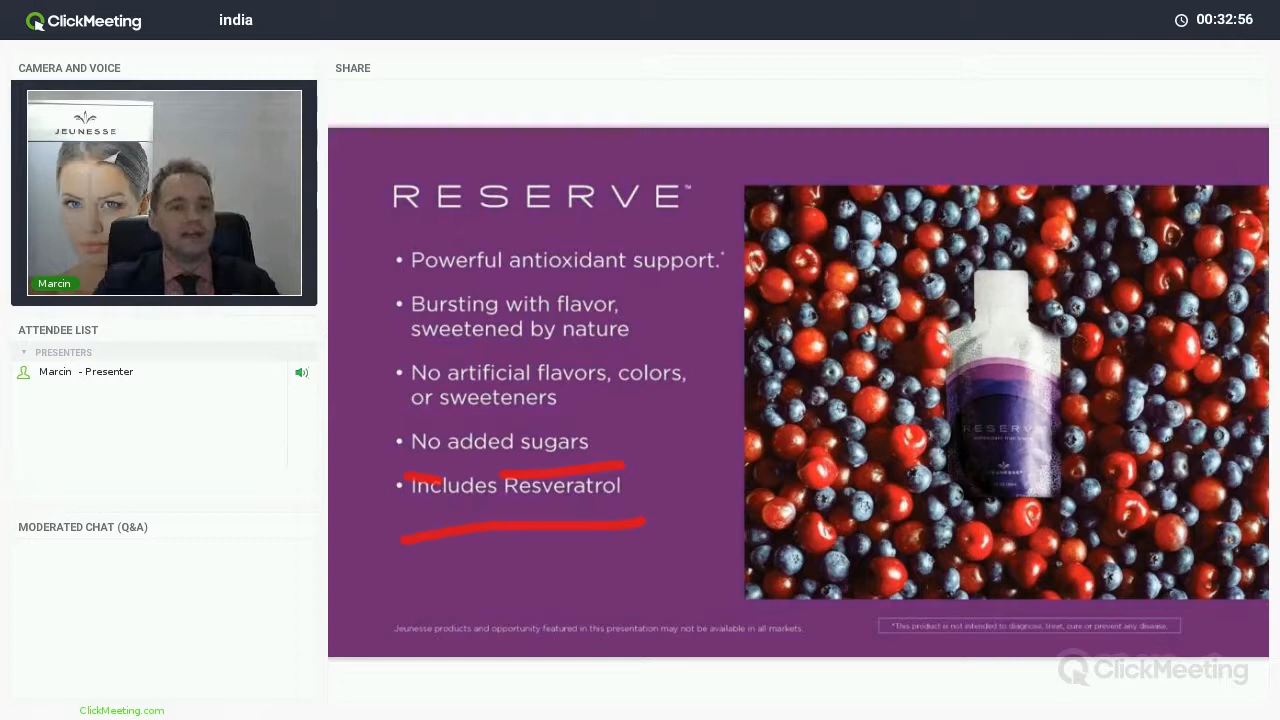 ClickMeeting
india
00:32:56
CAMERA AND VOICE
JEUNESSE
Marcin
ATTENDEE LIST
PRESENTERS
Marcin - Presenter
MODERATED CHAT (Q&A)
ClickMeeting.com
SHARE
RESERVE™
• Powerful antioxidant support.*
• Bursting with flavor,
sweetened by nature
• No artificial flavors, colors,
or sweeteners
• No added sugars
• Includes Resveratrol
RESERVE
JEUNESSE
Jeunesse products and opportunity featured in this presentation may not be available in all markets.
*This product is not intended to diagnose, treat, cure or prevent any disease.
ClickMeeting